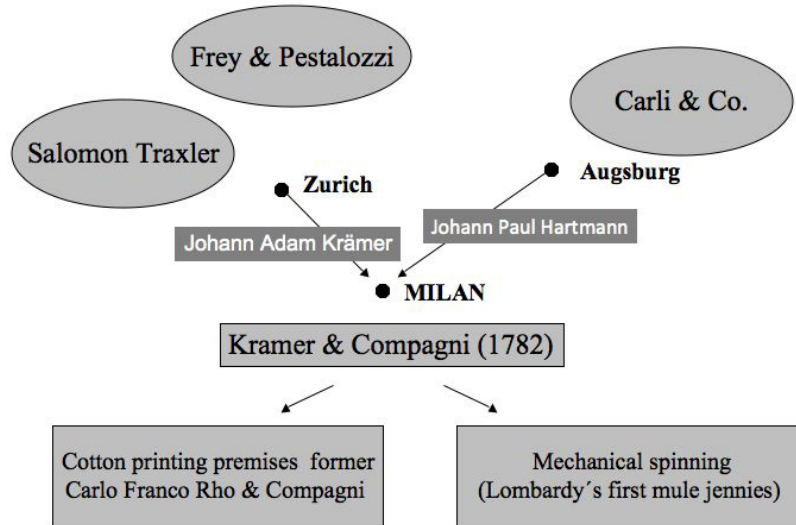 Frey & Pestalozzi
Carli & Co.
Salomon Traxler
Zurich
Augsburg
Johann Adam Krämer
Johann Paul Hartmann
MILAN
Kramer & Compagni (1782)
Cotton printing premises former
Carlo Franco Rho & Compagni
Mechanical spinning
(Lombardy´s first mule jennies)